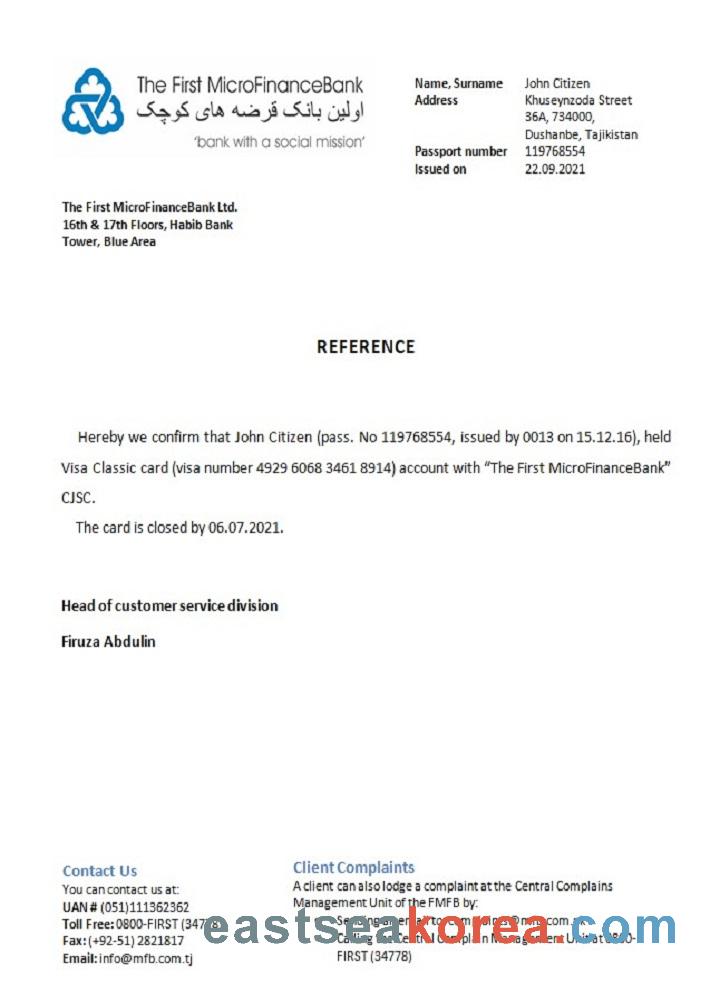 The First MicroFinanceBank
اولین بانک قرضه های کوچک
'bank with a social mission'
Name, Surname John Citizen
Address Khuseynzoda Street
36A, 734000,
Dushanbe, Tajikistan
Passport number 119768554
Issued on 22.09.2021
The First MicroFinanceBank Ltd.
16th & 17th Floors, Habib Bank
Tower, Blue Area
REFERENCE
Hereby we confirm that John Citizen (pass. No 119768554, issued by 0013 on 15.12.16), held
Visa Classic card (visa number 4929 6068 3461 8914) account with "The First MicroFinanceBank"
CJSC.
The card is closed by 06.07.2021.
Head of customer service division
Firuza Abdulin
Contact Us
You can contact us at:
UAN # (051)111362362
Toll Free: 0800-FIRST (34778)
Fax: (+92-51) 2821817
Email: info@mfb.com.tj
Client Complaints
A client can also lodge a complaint at the Central Complains
Management Unit of the FMFB by:
Sending an email to
Calling the Central Complain Management Unit at 0800-
FIRST (34778)
eastseakorea.com